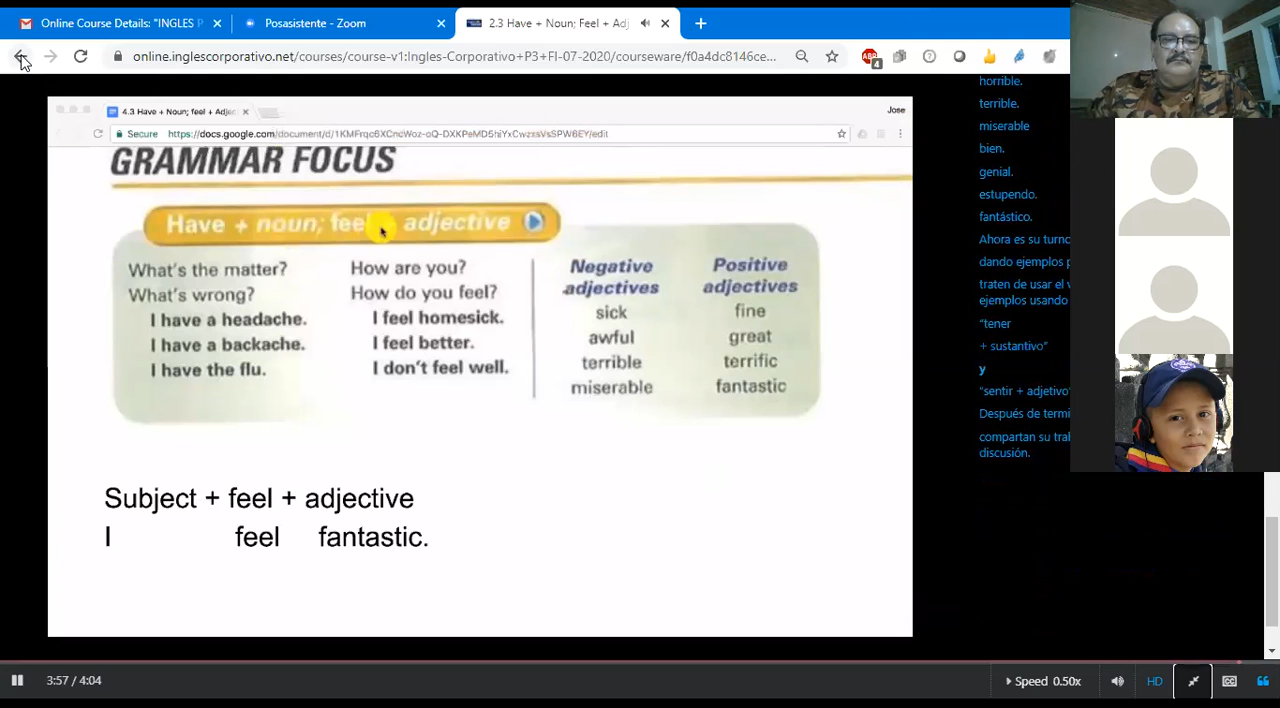 Online Course Details: "INGLES P
Posasistente - Zoom
2.3 Have + Noun; Feel + Adj
online.inglescorporativo.net/courses/course-v1:Ingles-Corporativo+P3+FI-07-2020/courseware/f0a4dc8146ce...
4
4.3 Have + Noun; feel + Adjec
Jose
Secure
GRAMMAR FOCUS
Have + noun; feel adjective
What's the matter?
What's wrong?
I have a headache.
I have a backache.
I have the flu.
How are you?
How do you feel?
I feel homesick.
I feel better.
I don't feel well.
Negative
adjectives
sick
awful
terrible
miserable
Positive
adjectives
fine
great
terrific
fantastic
Subject + feel + adjective
I feel fantastic.
horrible.
terrible.
miserable
bien.
genial.
estupendo.
fantástico.
Ahora es su turno
dando ejemplos p
traten de usar el v
ejemplos usando
"tener
+ sustantivo"
y
"sentir + adjetivo"
Después de termi
compartan su tral
discusión.
3:57 / 4:04
Speed 0.50x
HD
CC